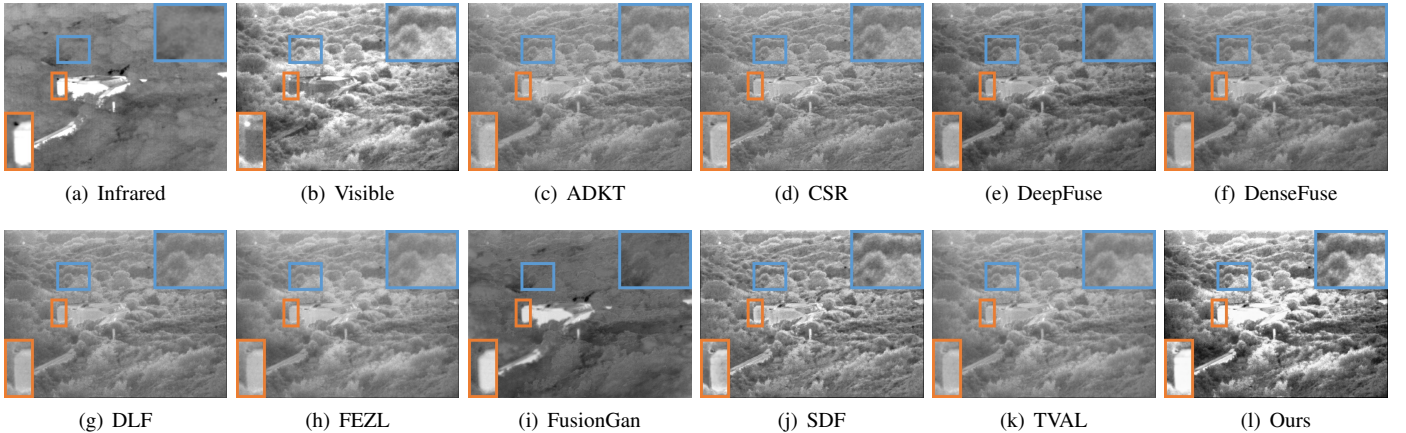 (a) Infrared
(b) Visible
(c) ADKT
(d) CSR
(e) DeepFuse
(f) DenseFuse
(g) DLF
(h) FEZL
(i) FusionGan
(j) SDF
(k) TVAL
(l) Ours